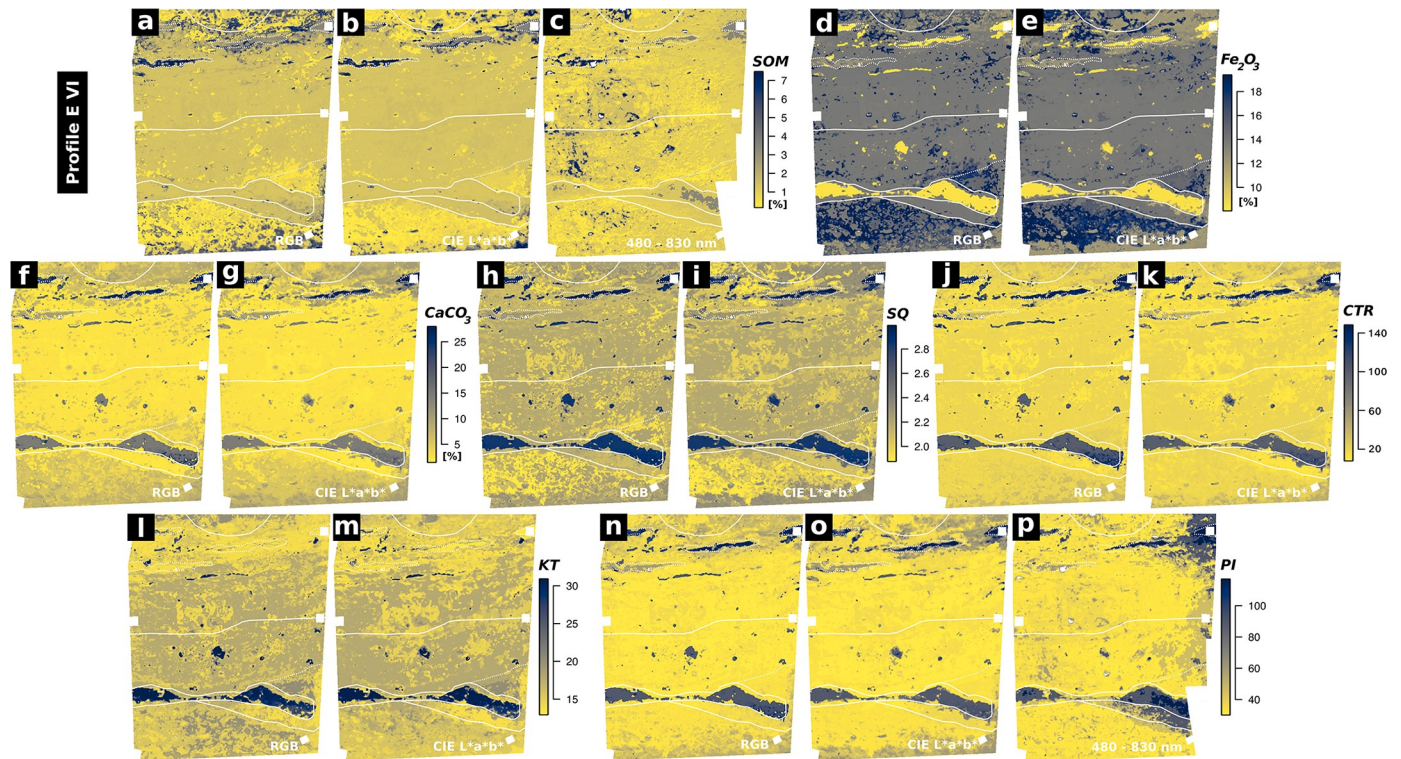 Profile E VI
a
b
c
RGB
CIE L*a*b*
480 - 830 nm
SOM
7
6
5
4
3
2
1
[%]
d
e
RGB
CIE L*a*b*
Fe2O3
18
16
14
12
10
[%]
f
g
RGB
CIE L*a*b*
CaCO3
25
20
15
10
5
[%]
h
i
RGB
CIE L*a*b*
SQ
2.8
2.6
2.4
2.2
2.0
j
k
RGB
CIE L*a*b*
CTR
140
100
60
20
l
m
RGB
CIE L*a*b*
KT
30
25
20
15
n
o
p
RGB
CIE L*a*b*
480 - 830 nm
PI
100
80
60
40